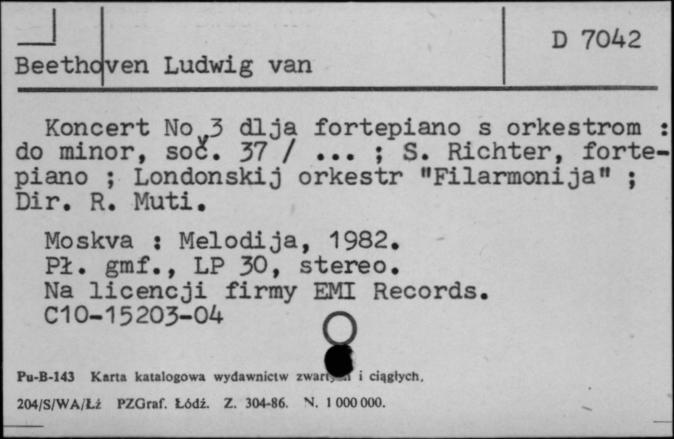 D 7042
Beethoven Ludwig van
Koncert No 3 dlja fortepiano s orkestrom :
do minor, soč. 37 / ... ; S. Richter, forte-
piano ; Londonskij orkestr "Filarmonija" ;
Dir. R. Muti.
Moskva : Melodija, 1982.
Pł. gmf., LP 30, stereo.
Na licencji firmy EMI Records.
C10-15203-04
Pu-B-143 Karta katalogowa wydawnictw zwartych i ciągłych,
204/S/WA/Łż PZGraf. Łódź. Z. 304-86. N. 1 000 000.